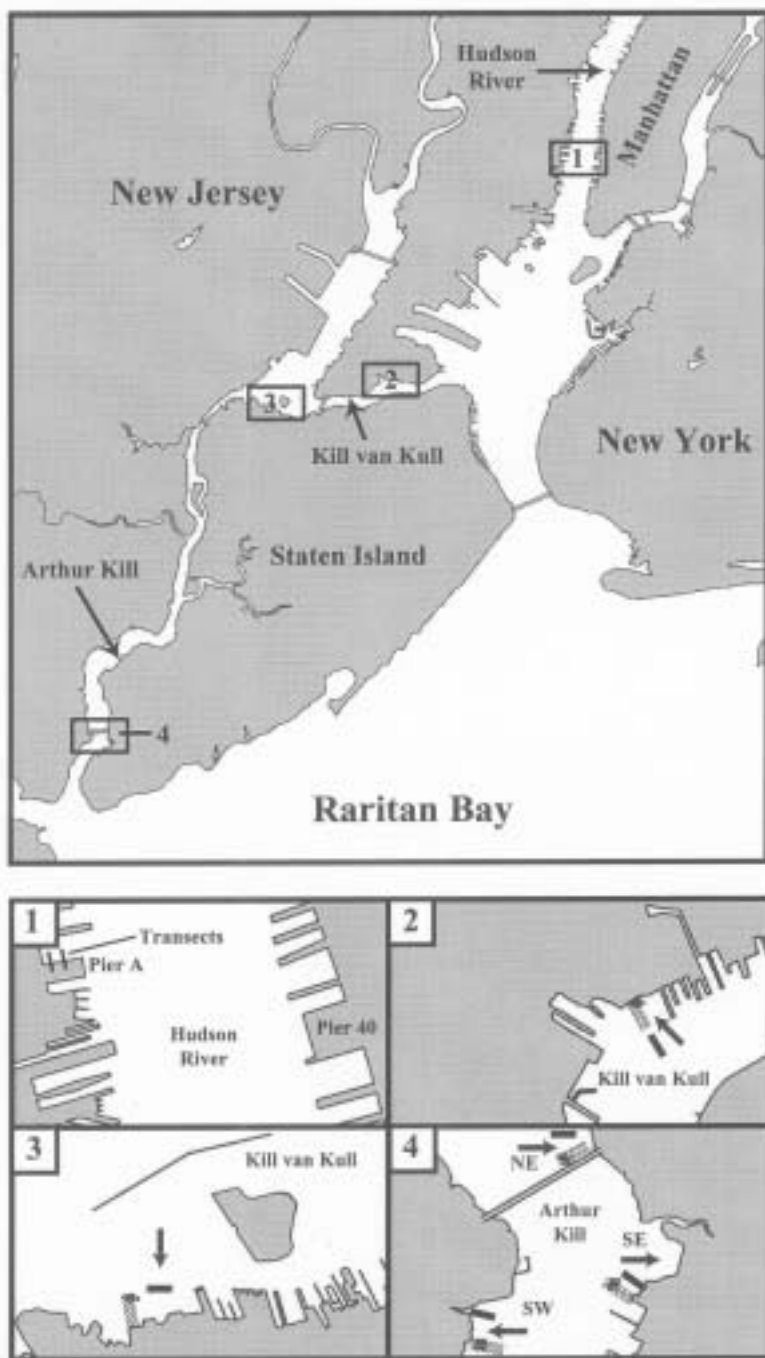 Hudson
River
Manhattan
1
New Jersey
2
3
Kill van Kull
New York
Staten Island
Arthur Kill
4
Raritan Bay
1
Transects
Pier A
Hudson
River
Pier 40
2
Kill van Kull
3
Kill van Kull
4
NE
Arthur
Kill
SE
SW